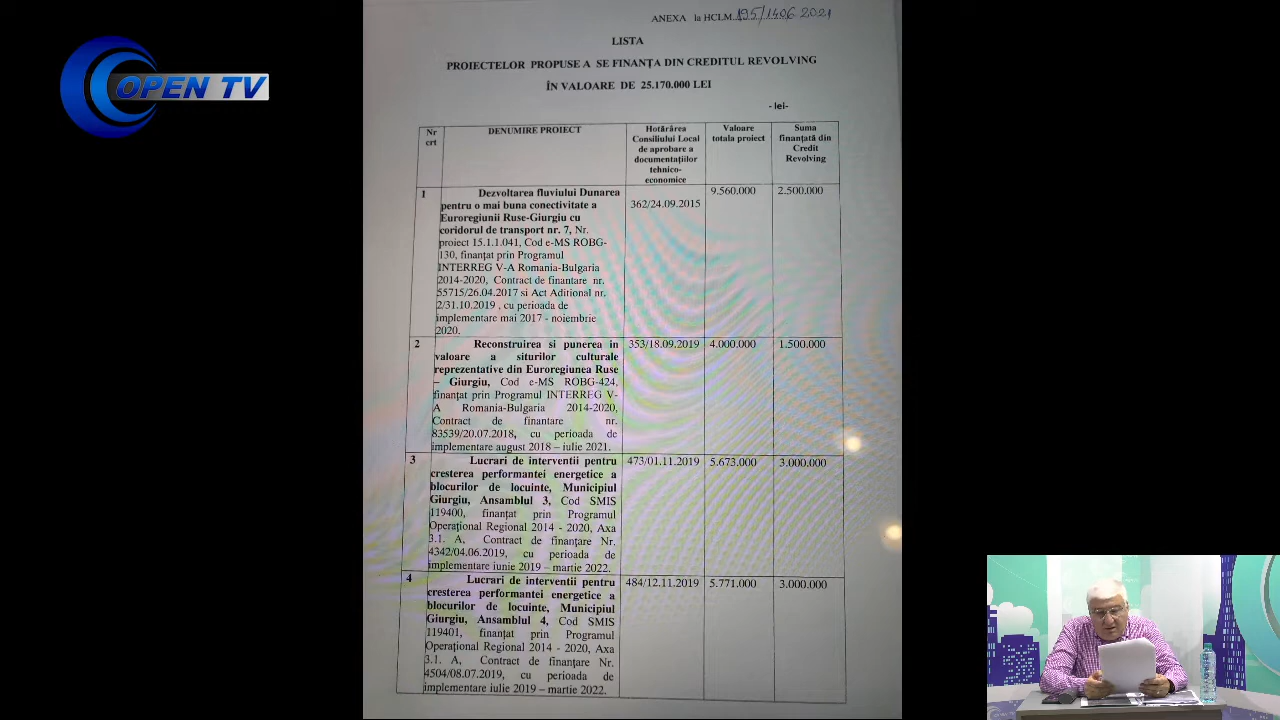 OPEN TV
ANEXA la HCLM 195/1406 2021
LISTA
PROIECTELOR PROPUSE A SE FINANȚA DIN CREDITUL REVOLVING
ÎN VALOARE DE 25.170.000 LEI
- lei-
Nr crt
DENUMIRE PROIECT
Hotărârea
Consiliului Local
de aprobare a
documentațiilor
tehnico-
economice
Valoare
totala proiect
Suma
finanțată din
Credit
Revolving
1
Dezvoltarea fluviului Dunarea
pentru o mai buna conectivitate a
Euroregiunii Ruse-Giurgiu cu
coridorul de transport nr. 7, Nr.
proiect 15.1.1.041, Cod e-MS ROBG-
130, finanțat prin Programul
INTERREG V-A Romania-Bulgaria
2014-2020, Contract de finantare nr.
55715/26.04.2017 si Act Aditional nr.
2/31.10.2019 , cu perioada de
implementare mai 2017 - noiembrie
2020.
362/24.09.2015
9.560.000
2.500.000
2
Reconstruirea si punerea in
valoare a siturilor culturale
reprezentative din Euroregiunea Ruse
– Giurgiu, Cod e-MS ROBG-424,
finanțat prin Programul INTERREG V-
A Romania-Bulgaria 2014-2020,
Contract de finantare nr.
83539/20.07.2018, cu perioada de
implementare august 2018 – iulie 2021.
353/18.09.2019
4.000.000
1.500.000
3
Lucrari de interventii pentru
cresterea performantei energetice a
blocurilor de locuinte, Municipiul
Giurgiu, Ansamblul 3, Cod SMIS
119400, finanțat prin Programul
Operațional Regional 2014 - 2020, Axa
3.1. A, Contract de finanțare Nr.
4342/04.06.2019, cu perioada de
implementare iunie 2019 – martie 2022.
473/01.11.2019
5.673.000
3.000.000
4
Lucrari de interventii pentru
cresterea performantei energetice a
blocurilor de locuinte, Municipiul
Giurgiu, Ansamblul 4, Cod SMIS
119401, finanțat prin Programul
Operațional Regional 2014 - 2020, Axa
3.1. A, Contract de finanțare Nr.
4504/08.07.2019, cu perioada de
implementare iulie 2019 – martie 2022.
484/12.11.2019
5.771.000
3.000.000